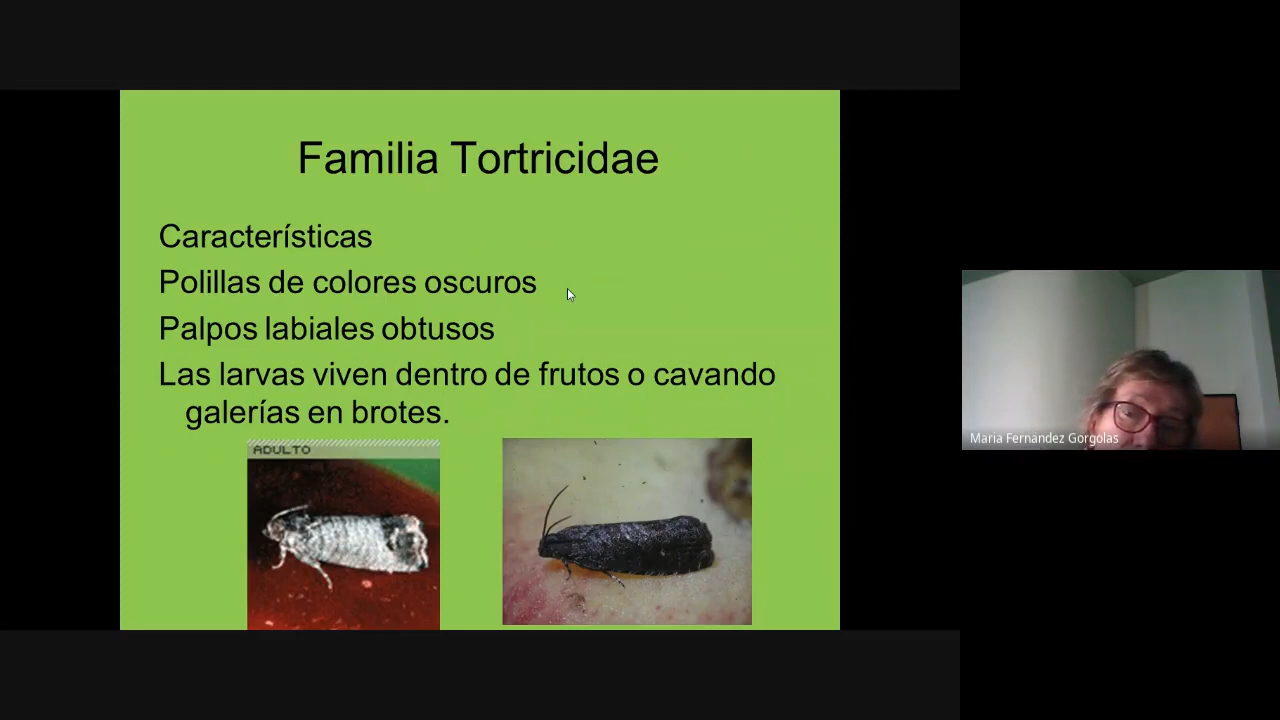 Familia Tortricidae
Características
Polillas de colores oscuros
Palpos labiales obtusos
Las larvas viven dentro de frutos o cavando
galerías en brotes.
ADULTO
Maria Fernandez Gorgolas